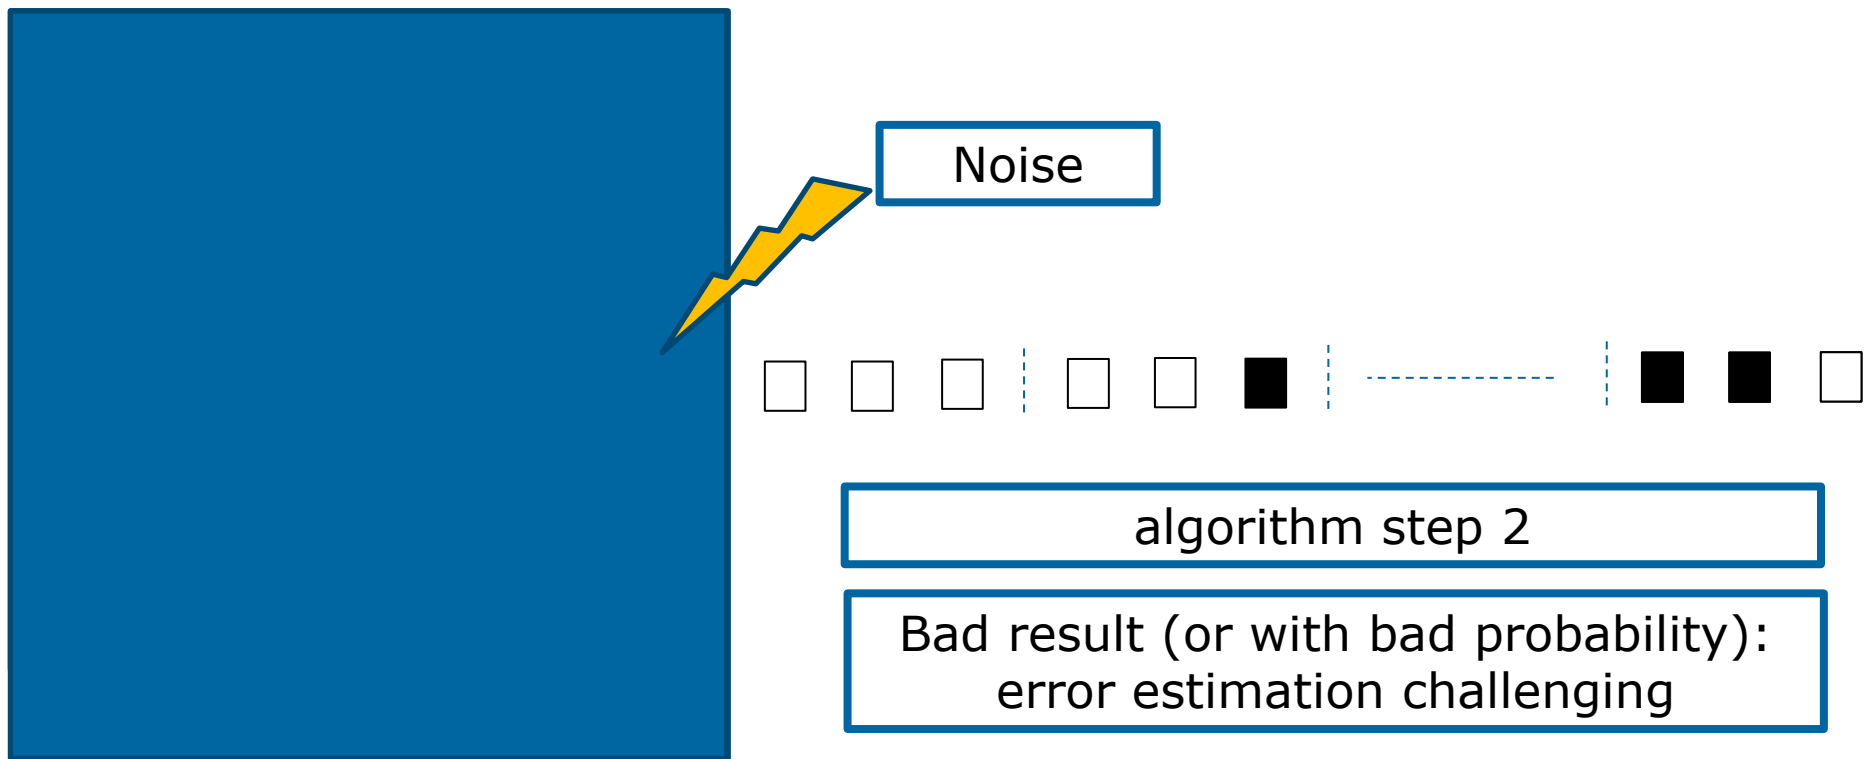 Noise
algorithm step 2
Bad result (or with bad probability):
error estimation challenging